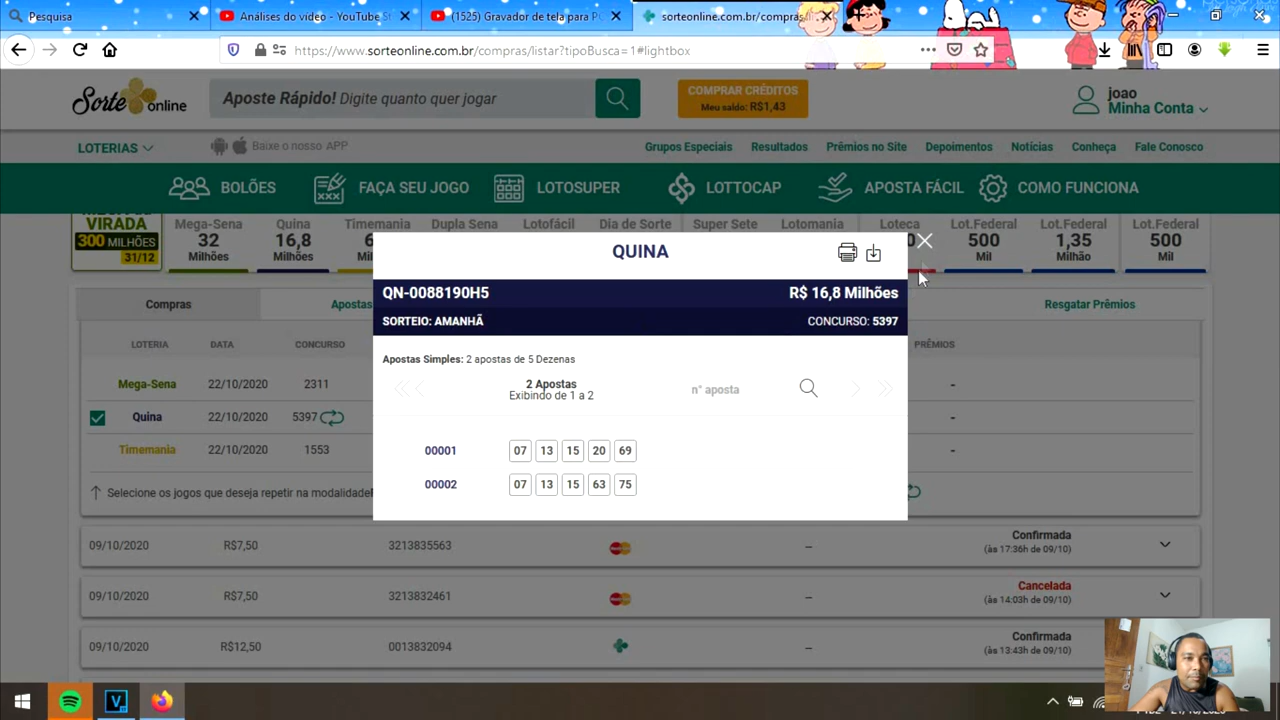 Pesquisa
Análises do vídeo - YouTube St
(1525) Gravador de tela para P
sorteonline.com.br/compras/
https://www.sorteonline.com.br/compras/listar?tipoBusca=1#lightbox
Sorte online
Aposte Rápido! Digite quanto quer jogar
COMPRAR CRÉDITOS
Meu saldo: R$1,43
joao
Minha Conta
LOTERIAS
Baixe o nosso APP
Grupos Especiais
Resultados
Prêmios no Site
Depoimentos
Notícias
Conheça
Fale Conosco
BOLÕES
FAÇA SEU JOGO
LOTOSUPER
LOTTOCAP
APOSTA FÁCIL
COMO FUNCIONA
VIRADA
300 MILHÕES
31/12
Mega-Sena
32
Milhões
Quina
16,8
Milhões
Timemania
Dupla Sena
Lotofácil
Dia de Sorte
Super Sete
Lotomania
Loteca
Lot.Federal
500
Mil
Lot.Federal
1,35
Milhão
Lot.Federal
500
Mil
QUINA
QN-0088190H5
R$ 16,8 Milhões
SORTEIO: AMANHÃ
CONCURSO: 5397
Apostas Simples: 2 apostas de 5 Dezenas
2 Apostas
Exibindo de 1 a 2
n° aposta
00001 07 13 15 20 69
00002 07 13 15 63 75
Compras
Apostas
Resgatar Prêmios
LOTERIA DATA CONCURSO PRÊMIOS
Mega-Sena 22/10/2020 2311 -
Quina 22/10/2020 5397 -
Timemania 22/10/2020 1553 -
Selecione os jogos que deseja repetir na modalidade
09/10/2020 R$7,50 3213835563 – Confirmada
(às 17:36h de 09/10)
09/10/2020 R$7,50 3213832461 – Cancelada
(às 14:03h de 09/10)
09/10/2020 R$12,50 0013832094 – Confirmada
(às 13:43h de 09/10)